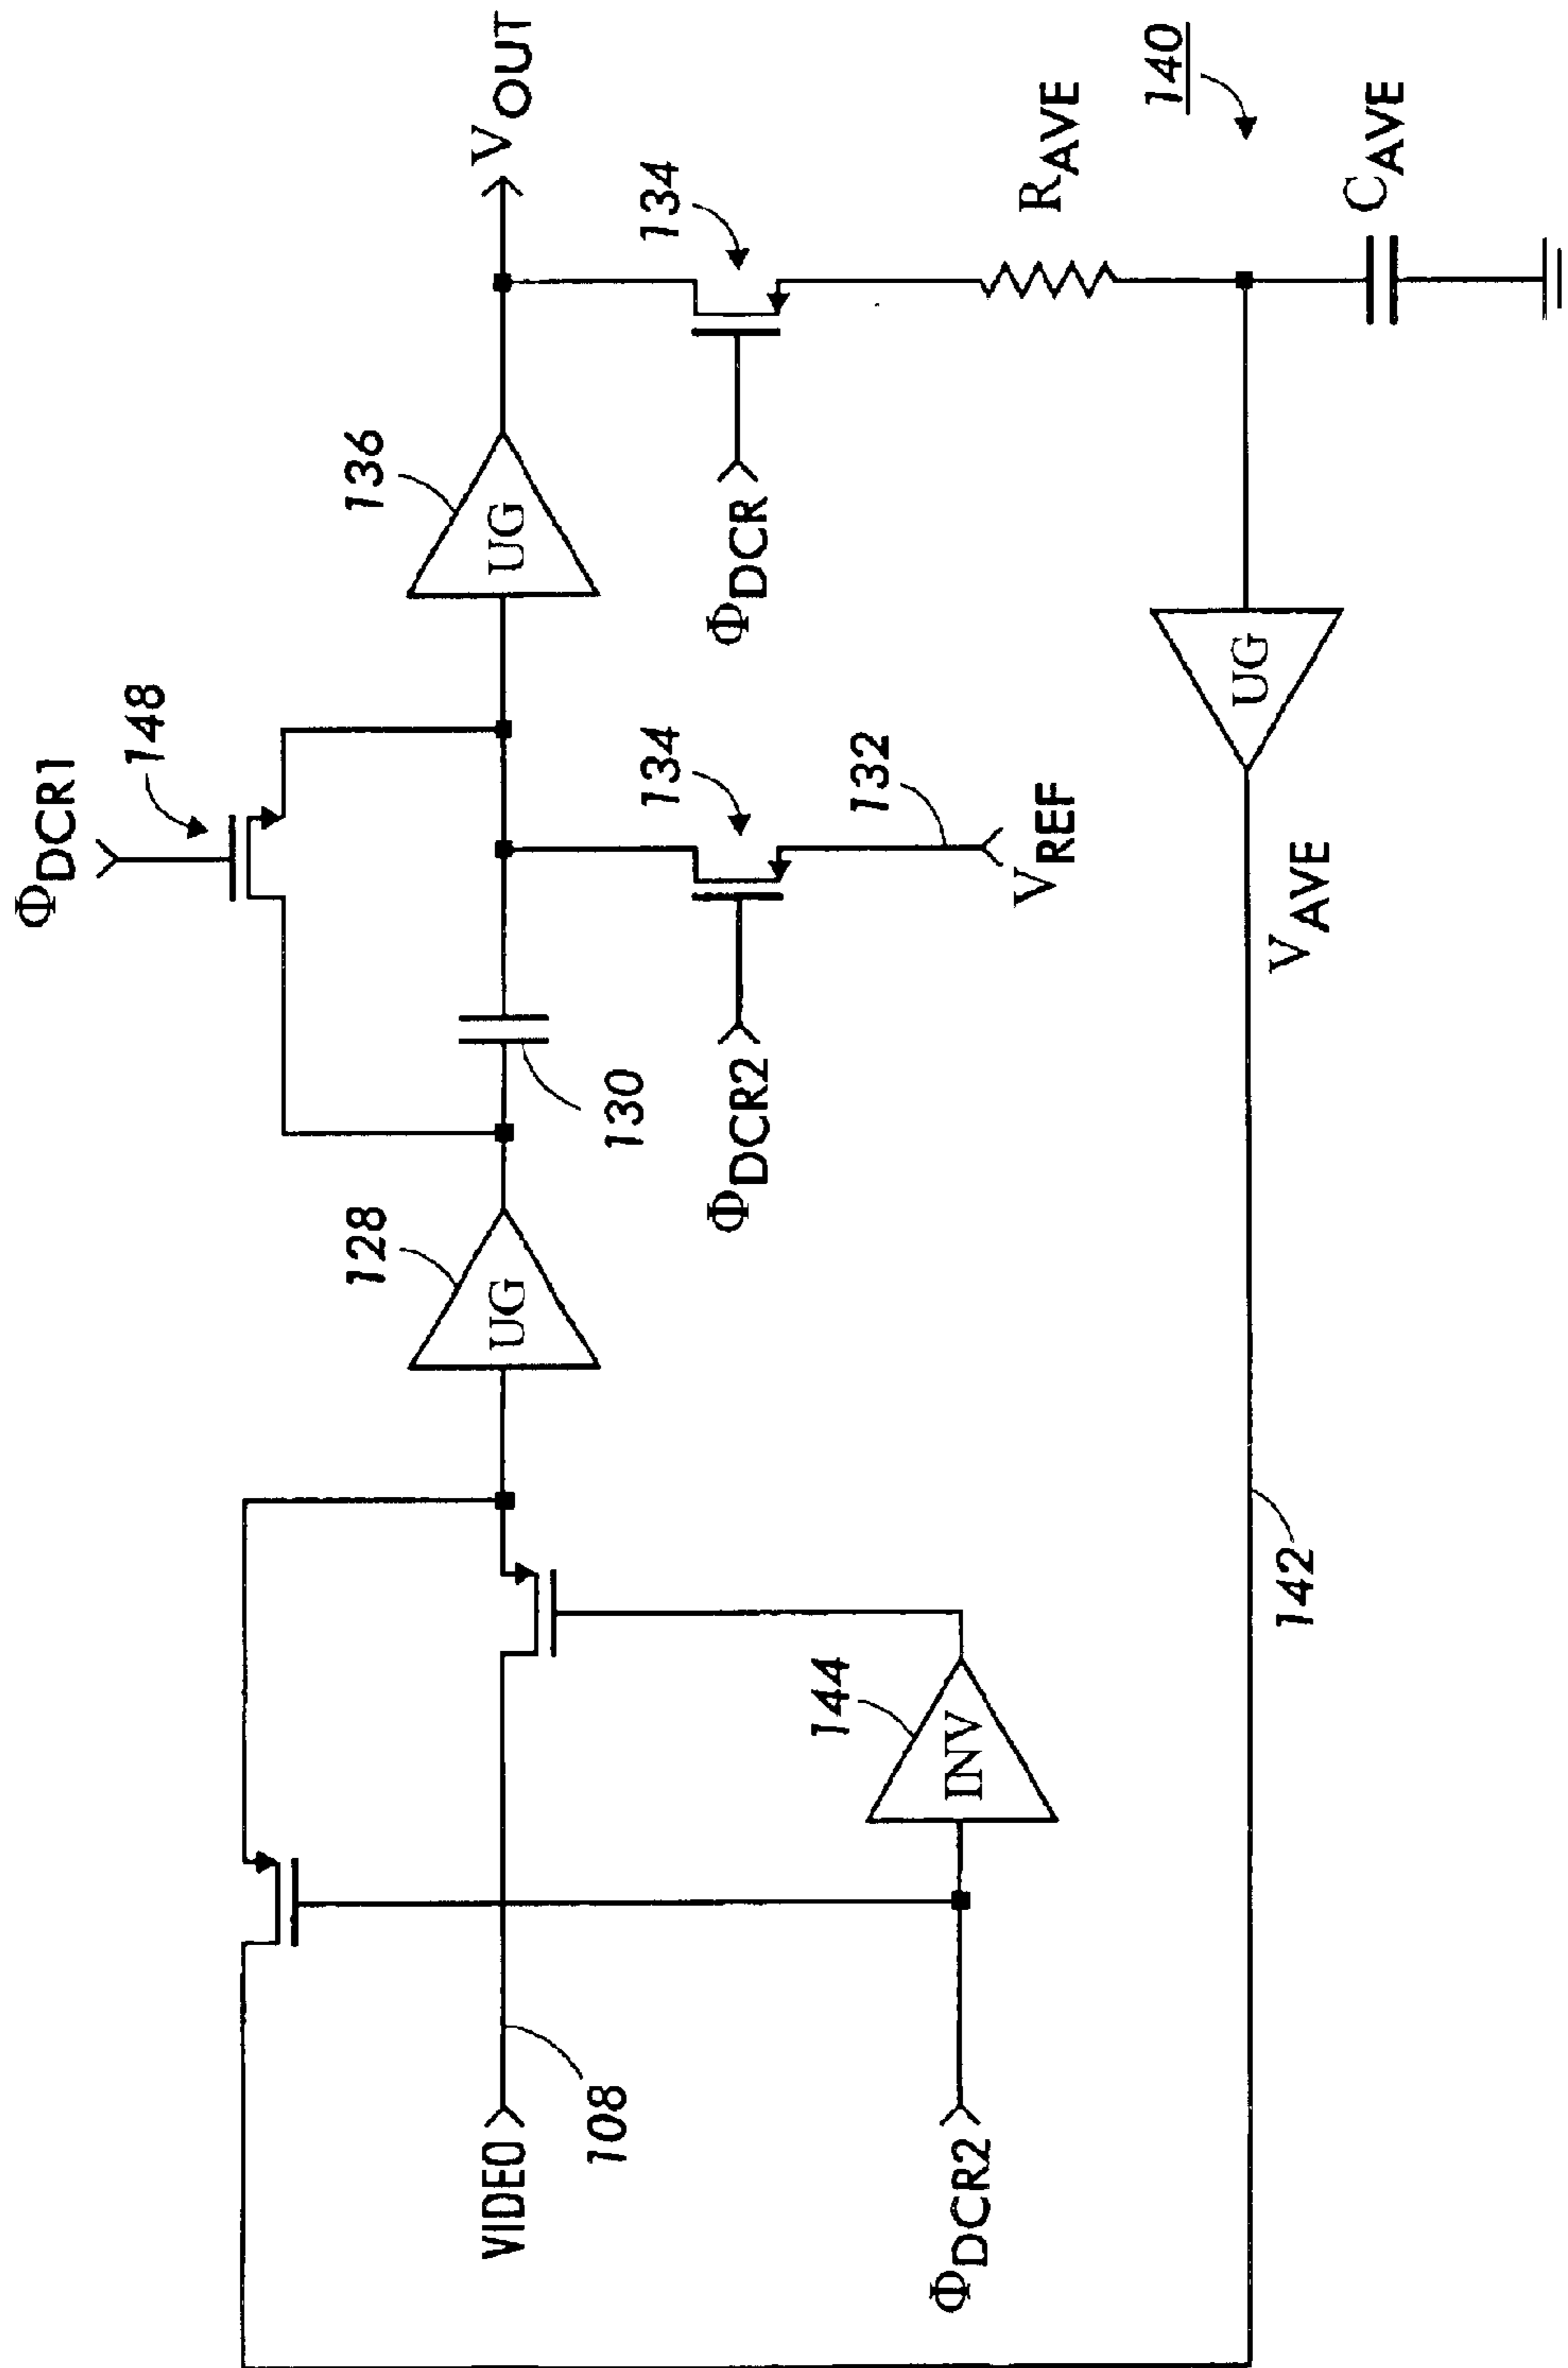 ΦDCR1
148
136
128
UG
UG
VOUT
130
134
134
ΦDCR2
ΦDCR
132
VREF
RAVE
VIDEO
108
144
INV
ΦDCR2
140
UG
CAVE
VAVE
142